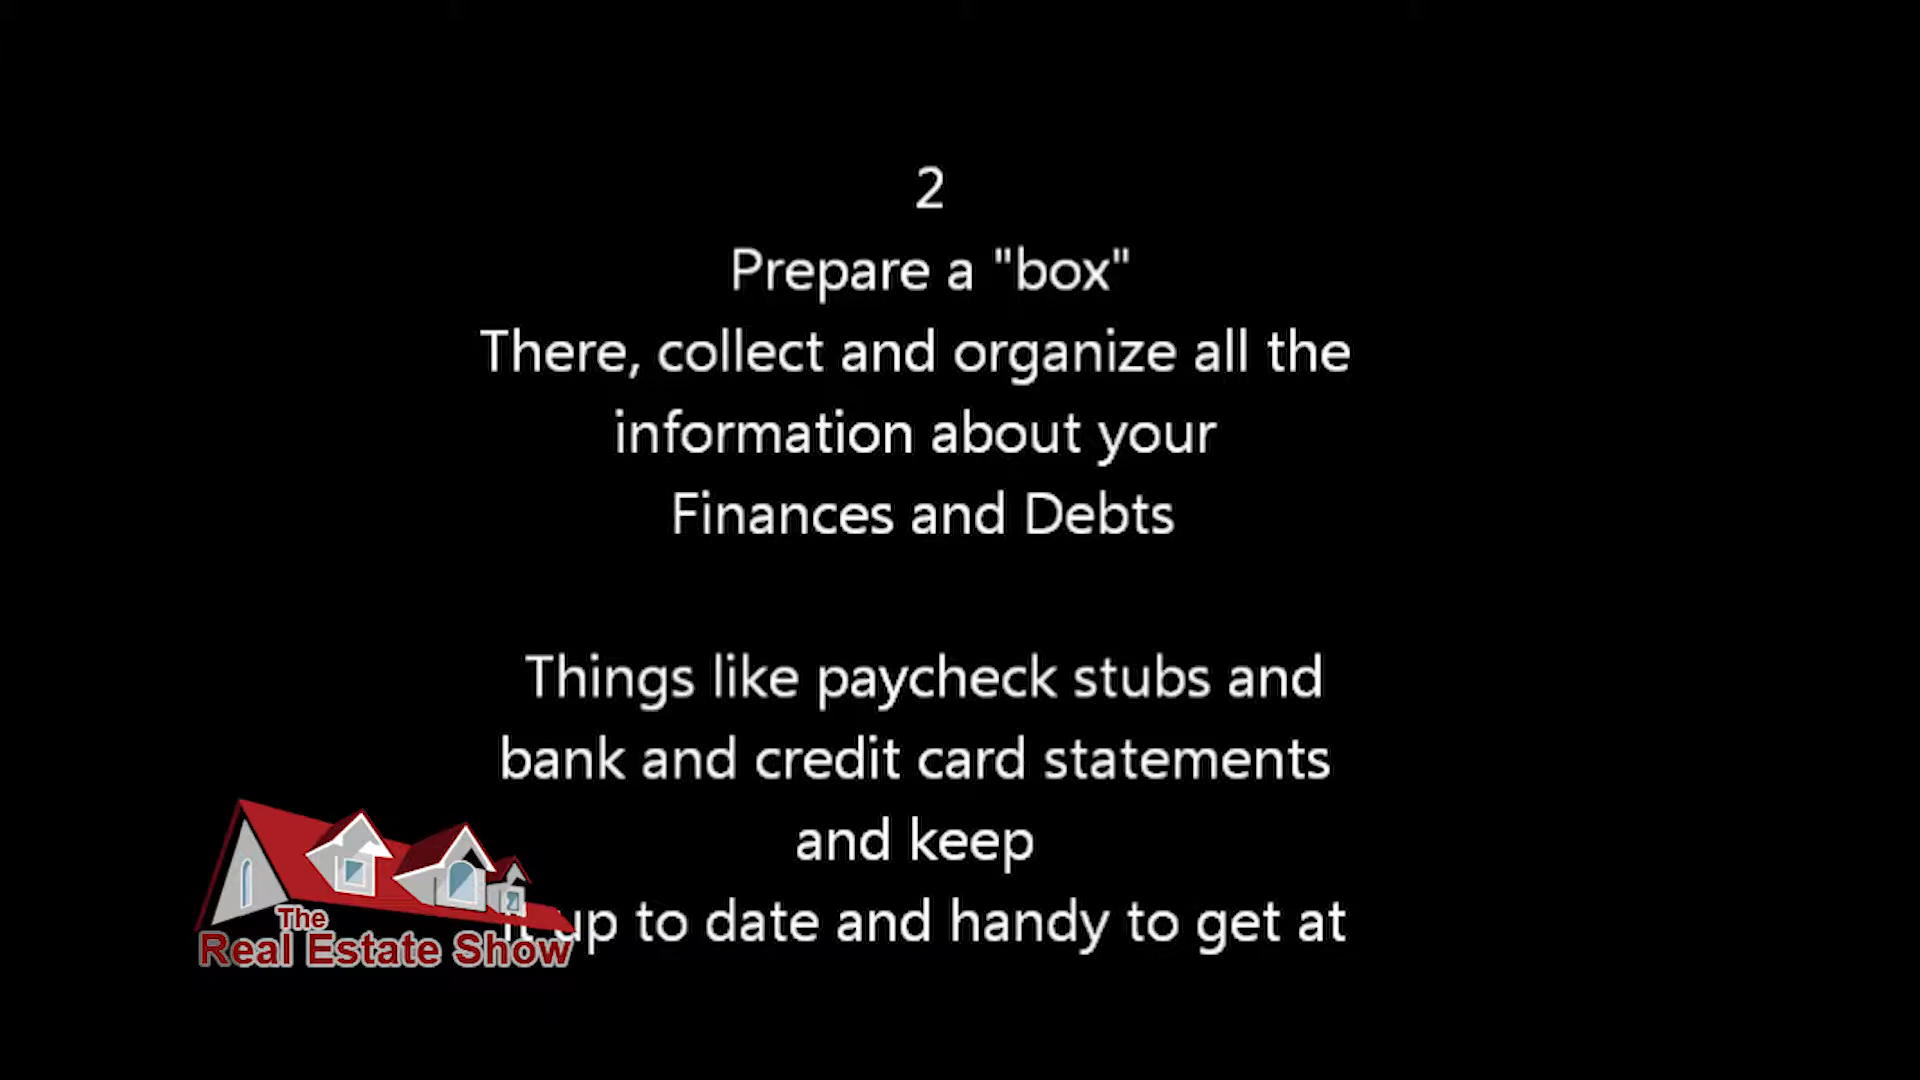 2
Prepare a "box"
There, collect and organize all the
information about your
Finances and Debts
Things like paycheck stubs and
bank and credit card statements
and keep
it up to date and handy to get at
The
Real Estate Show